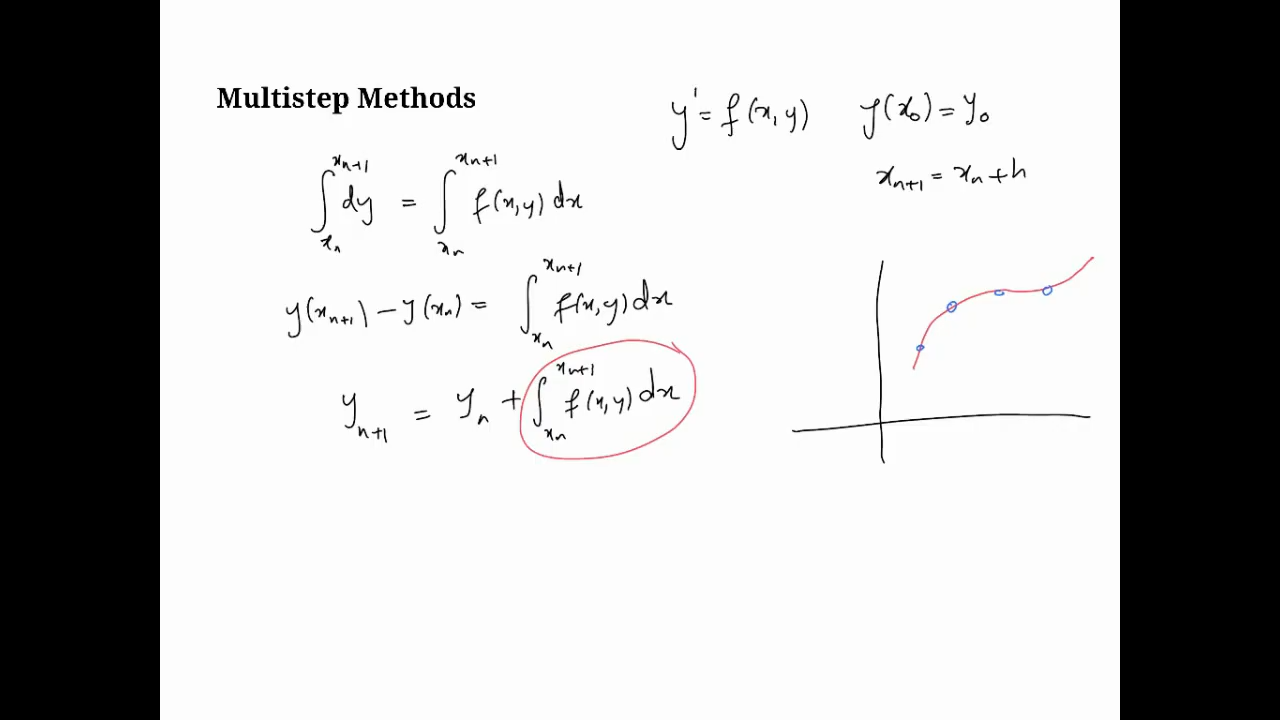 Multistep Methods
y' = f(x, y)   y(x₀) = y₀
xₙ₊₁ = xₙ + h
∫_{xₙ}^{xₙ₊₁} dy = ∫_{xₙ}^{xₙ₊₁} f(x, y) dx
y(xₙ₊₁) − y(xₙ) = ∫_{xₙ}^{xₙ₊₁} f(x, y) dx
yₙ₊₁ = yₙ + ∫_{xₙ}^{xₙ₊₁} f(x, y) dx